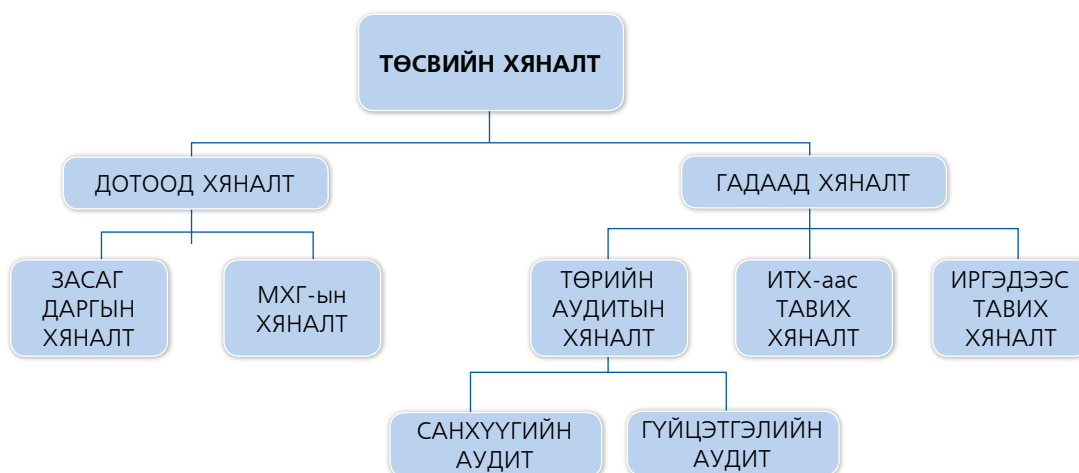 ТӨСВИЙН ХЯНАЛТ
ДОТООД ХЯНАЛТ
ГАДААД ХЯНАЛТ
ЗАСАГ
ДАРГЫН
ХЯНАЛТ
МХГ-ын
ХЯНАЛТ
ТӨРИЙН
АУДИТЫН
ХЯНАЛТ
ИТХ-аас
ТАВИХ
ХЯНАЛТ
ИРГЭДЭЭС
ТАВИХ
ХЯНАЛТ
САНХҮҮГИЙН
АУДИТ
ГҮЙЦЭТГЭЛИЙН
АУДИТ